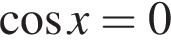 cos x = 0